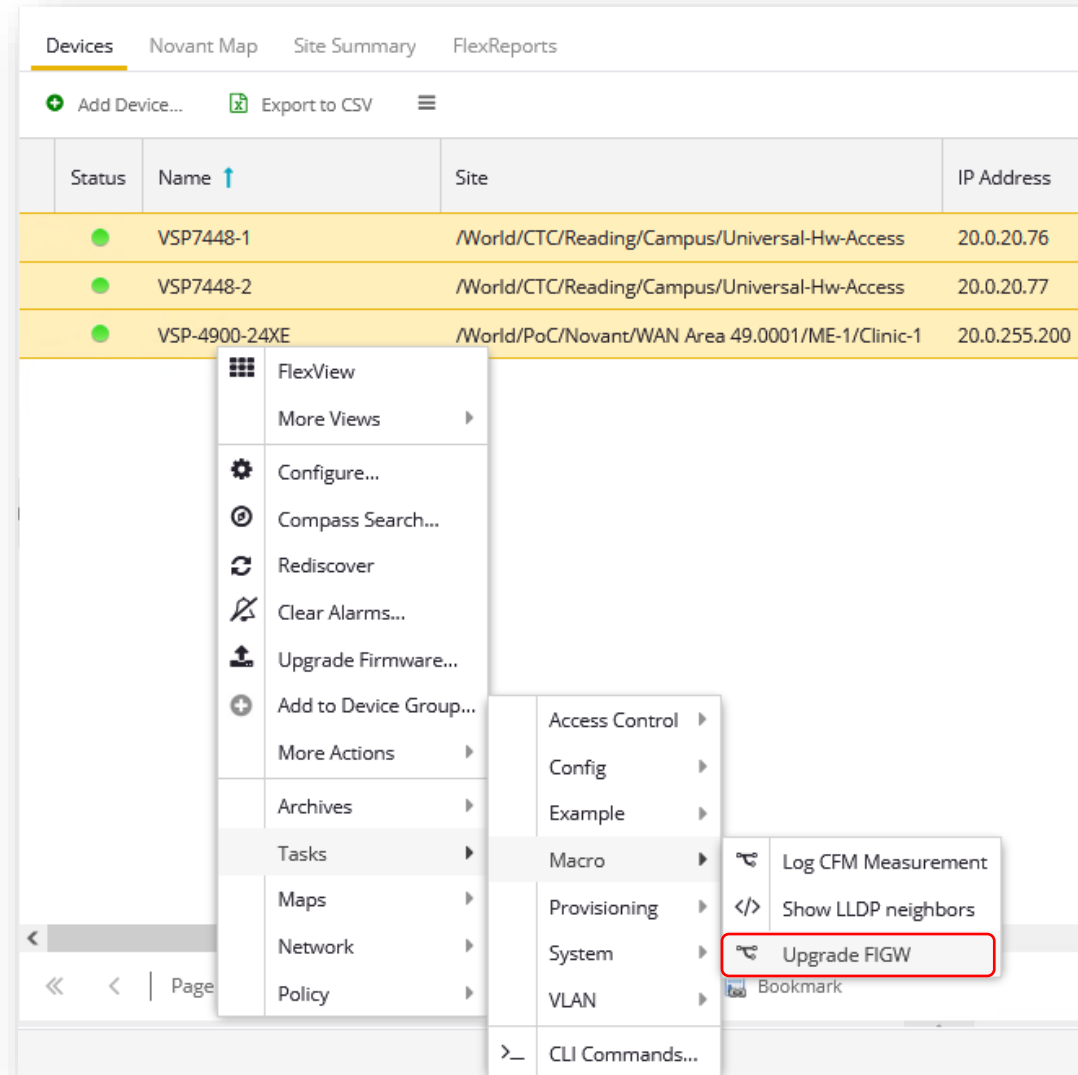 Devices Novant Map Site Summary FlexReports
Add Device... Export to CSV
Status Name Site IP Address
VSP7448-1 /World/CTC/Reading/Campus/Universal-Hw-Access 20.0.20.76
VSP7448-2 /World/CTC/Reading/Campus/Universal-Hw-Access 20.0.20.77
VSP-4900-24XE /World/PoC/Novant/WAN Area 49.0001/ME-1/Clinic-1 20.0.255.200
FlexView
More Views
Configure...
Compass Search...
Rediscover
Clear Alarms...
Upgrade Firmware...
Add to Device Group...
More Actions
Archives
Tasks
Maps
Network
Policy
Access Control
Config
Example
Macro
Provisioning
System
VLAN
CLI Commands...
Log CFM Measurement
Show LLDP neighbors
Upgrade FIGW
Page
Bookmark